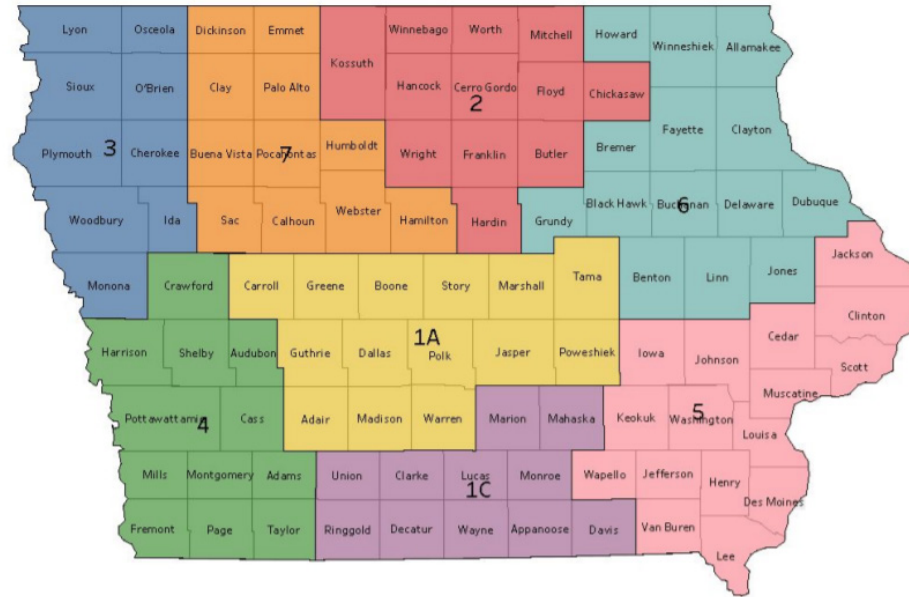 Lyon Osceola Dickinson Emmet Winnebago Worth Mitchell Howard Winneshiek Allamakee
Kossuth
Sioux O'Brien Clay Palo Alto Hancock Cerro Gordo Floyd Chickasaw
2
Fayette Clayton
Plymouth 3 Cherokee Buena Vista Pocahontas Humboldt Wright Franklin Butler Bremer
7
Woodbury Ida Sac Calhoun Webster Hamilton Hardin Grundy Black Hawk Buchanan Delaware Dubuque
6
Monona Crawford Carroll Greene Boone Story Marshall Tama Benton Linn Jones Jackson
Clinton
Harrison Shelby Audubon Guthrie Dallas Polk Jasper Poweshiek Iowa Johnson Cedar Scott
1A
Muscatine
Pottawattamie Cass Adair Madison Warren Marion Mahaska Keokuk Washington Louisa
4 5
Mills Montgomery Adams Union Clarke Lucas Monroe Wapello Jefferson Henry
1C
Des Moines
Fremont Page Taylor Ringgold Decatur Wayne Appanoose Davis Van Buren
Lee